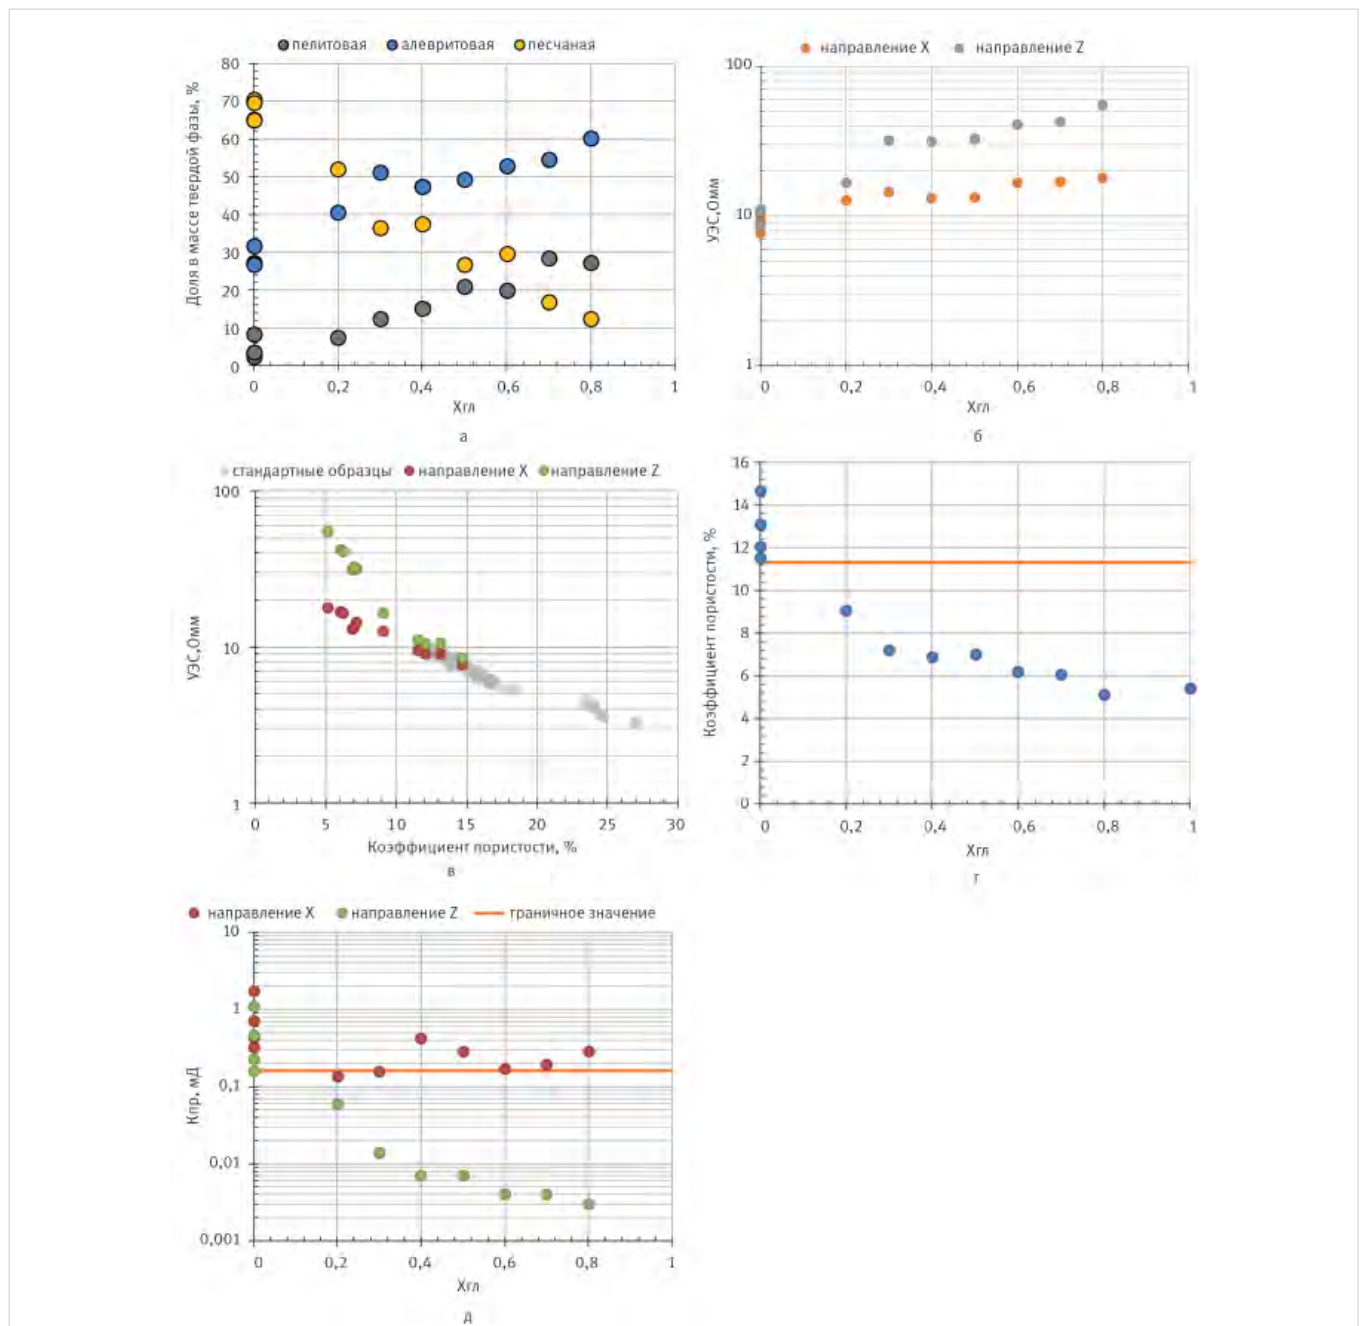 пелитовая алевритовая песчаная
80
70
60
50
40
30
20
10
0
Доля в массе твердой фазы, %
0 0,2 0,4 0,6 0,8 1
Хгл
а
направление X направление Z
100
10
1
УЭС,Омм
0 0,2 0,4 0,6 0,8 1
Хгл
б
стандартные образцы направление X направление Z
100
10
1
УЭС,Омм
0 5 10 15 20 25 30
Коэффициент пористости, %
в
16
14
12
10
8
6
4
2
0
Коэффициент пористости, %
0 0,2 0,4 0,6 0,8 1
Хгл
г
направление X направление Z граничное значение
10
1
0,1
0,01
0,001
Кпр, мД
0 0,2 0,4 0,6 0,8 1
Хгл
д